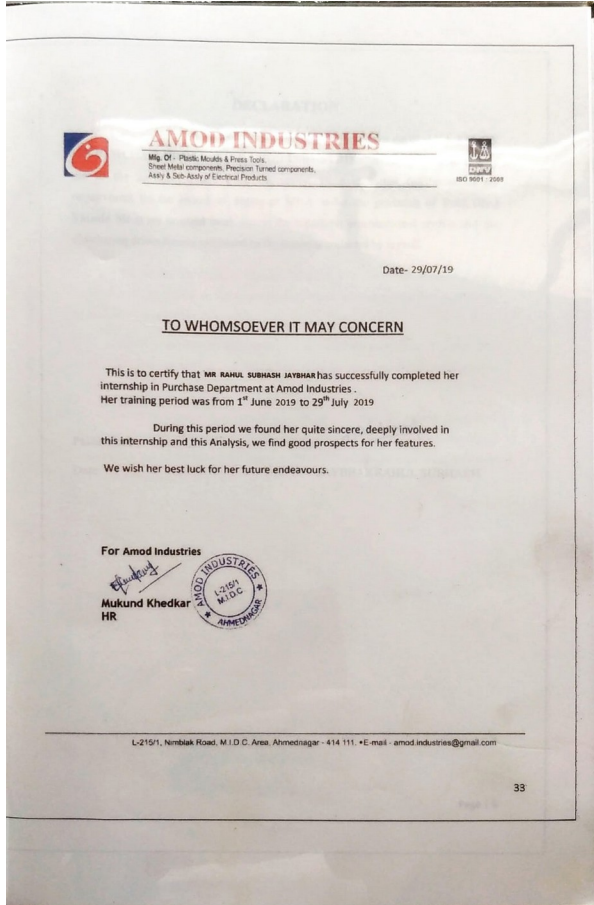 AMOD INDUSTRIES
Mfg. Of - Plastic Moulds & Press Tools,
Sheet Metal components, Precision Turned components,
Assly & Sub-Assly of Electrical Products
DNV
ISO 9001 : 2008
Date- 29/07/19
TO WHOMSOEVER IT MAY CONCERN
This is to certify that MR RAHUL SUBHASH JAYBHAR has successfully completed her
internship in Purchase Department at Amod Industries .
Her training period was from 1st June 2019 to 29th July 2019
During this period we found her quite sincere, deeply involved in
this internship and this Analysis, we find good prospects for her features.
We wish her best luck for her future endeavours.
For Amod Industries
AMOD INDUSTRIES
L-215/1
M.I.D.C
AHMEDNAGAR
Mukund Khedkar
HR
L-215/1, Nimblak Road, M.I.D.C. Area, Ahmednagar - 414 111. •E-mail - amod.industries@gmail.com
33